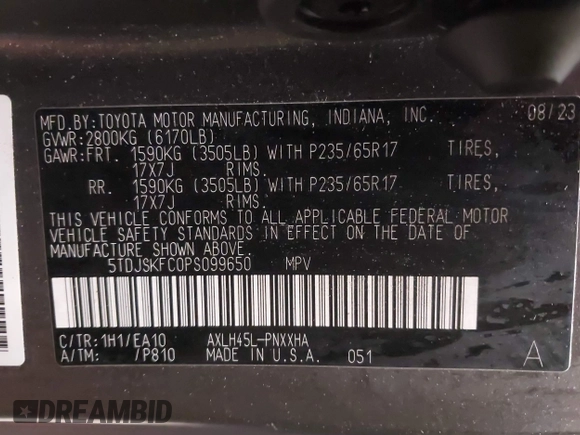 MFD.BY:TOYOTA MOTOR MANUFACTURING, INDIANA, INC. 08/23
GVWR:2800KG (6170LB)
GAWR:FRT. 1590KG (3505LB) WITH P235/65R17 TIRES,
17X7J RIMS.
RR. 1590KG (3505LB) WITH P235/65R17 TIRES,
17X7J RIMS.
THIS VEHICLE CONFORMS TO ALL APPLICABLE FEDERAL MOTOR
VEHICLE SAFETY STANDARDS IN EFFECT ON THE DATE OF
MANUFACTURE SHOWN ABOVE.
5TDJSKFC0PS099650 MPV
C/TR:1H1/EA10 AXLH45L-PNXXHA
A/TM: /P810 MADE IN U.S.A. 051 A
DREAMBID